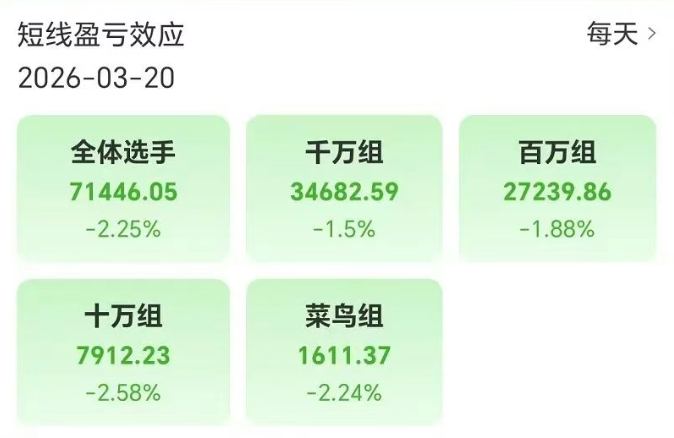 短线盈亏效应
每天 >
2026-03-20
全体选手
71446.05
-2.25%
千万组
34682.59
-1.5%
百万组
27239.86
-1.88%
十万组
7912.23
-2.58%
菜鸟组
1611.37
-2.24%